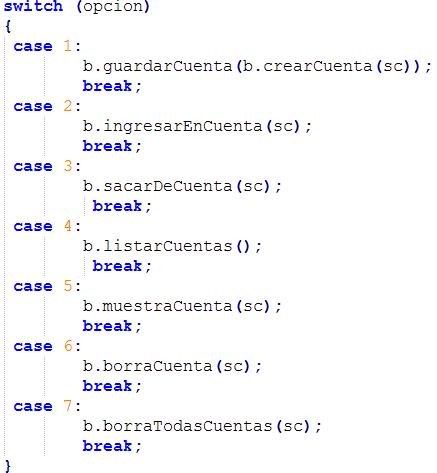 switch (opcion)
{
case 1:
b.guardarCuenta(b.crearCuenta(sc));
break;
case 2:
b.ingresarEnCuenta(sc);
break;
case 3:
b.sacarDeCuenta(sc);
break;
case 4:
b.listarCuentas();
break;
case 5:
b.muestraCuenta(sc);
break;
case 6:
b.borraCuenta(sc);
break;
case 7:
b.borraTodasCuentas(sc);
break;
}